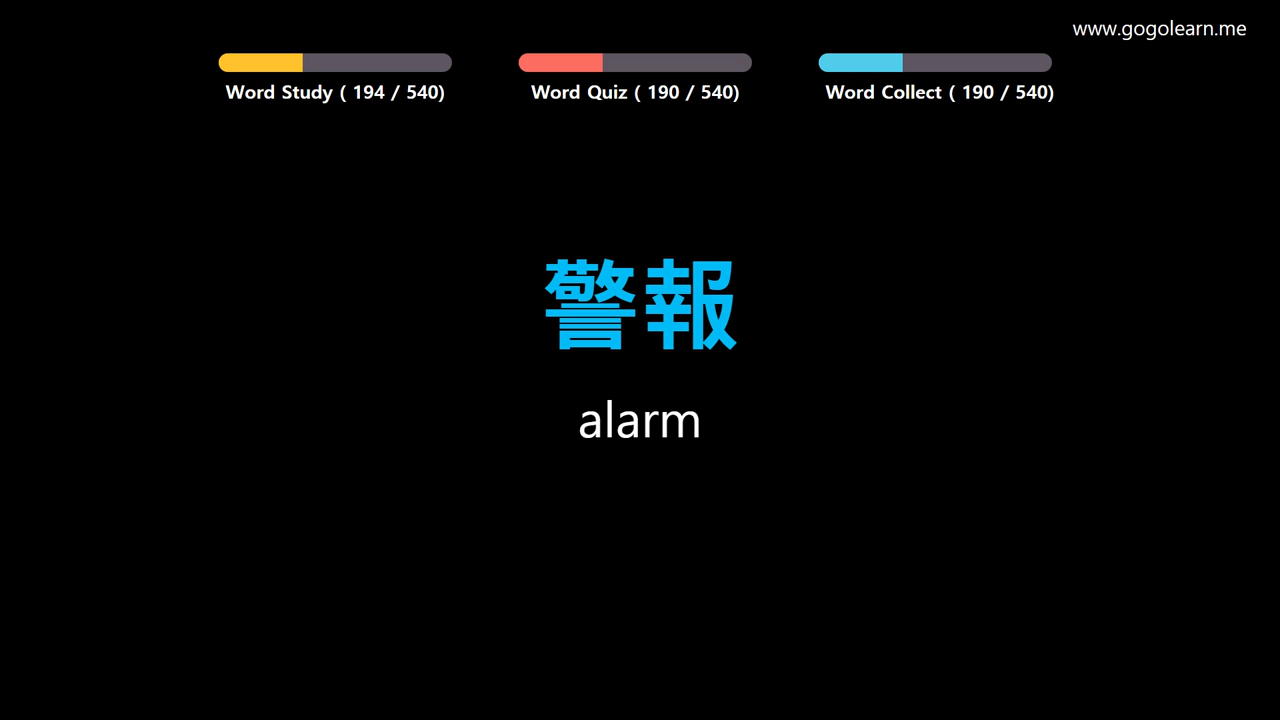 www.gogolearn.me
Word Study ( 194 / 540)
Word Quiz ( 190 / 540)
Word Collect ( 190 / 540)
警報
alarm